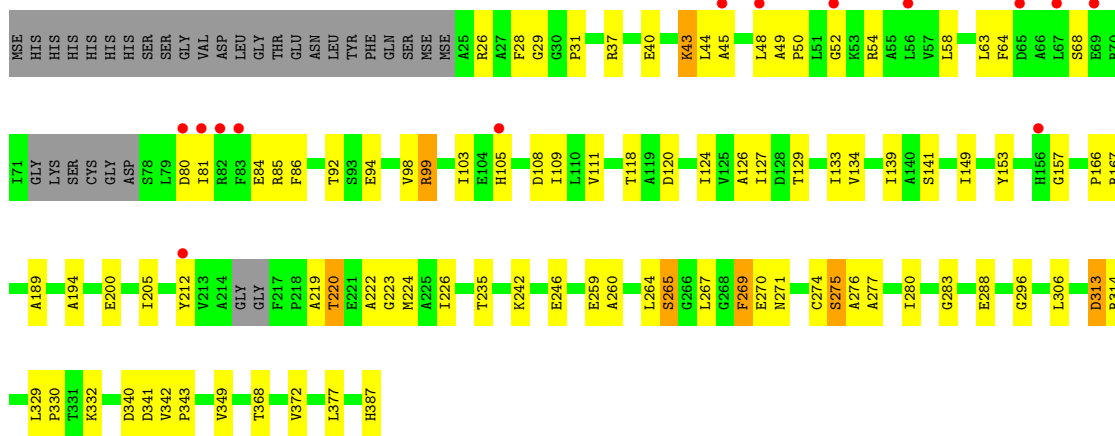 MSE HIS HIS HIS HIS HIS HIS SER SER GLY VAL ASP LEU GLY THR GLU ASN LEU TYR PHE GLN SER MSE MSE A25 R26 A27 F28 G29 G30 P31 R37 E40 K43 L44 A45 L48 A49 P50 L51 G52 K53 R54 A55 L56 V57 L58 L63 F64 D65 A66 L67 S68 E69
I71 GLY LYS SER CYS GLY ASP S78 L79 D80 I81 R82 F83 E84 R85 F86 T92 S93 E94 V98 R99 I103 E104 H105 D108 I109 L110 V111 T118 A119 D120 I124 V125 A126 I127 D128 T129 I133 V134 I139 A140 S141 I149 Y153 H156 G157 P166
A189 A194 E200 I205 Y212 V213 A214 GLY GLY F217 P218 A219 T220 E221 A222 G223 M224 A225 I226 T235 K242 E246 E259 A260 L264 S265 G266 L267 G268 F269 E270 N271 C274 S275 A276 A277 I280 G283 E288 G296 L306 D313
L329 P330 T331 K332 D340 D341 V342 P343 V349 T368 V372 L377 H387